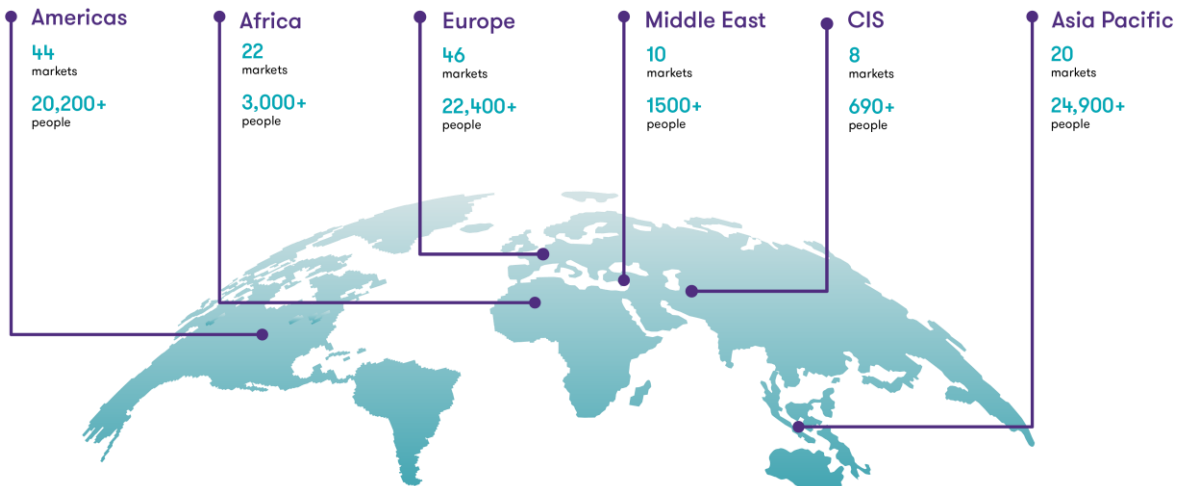 Americas
44
markets
20,200+
people
Africa
22
markets
3,000+
people
Europe
46
markets
22,400+
people
Middle East
10
markets
1500+
people
CIS
8
markets
690+
people
Asia Pacific
20
markets
24,900+
people